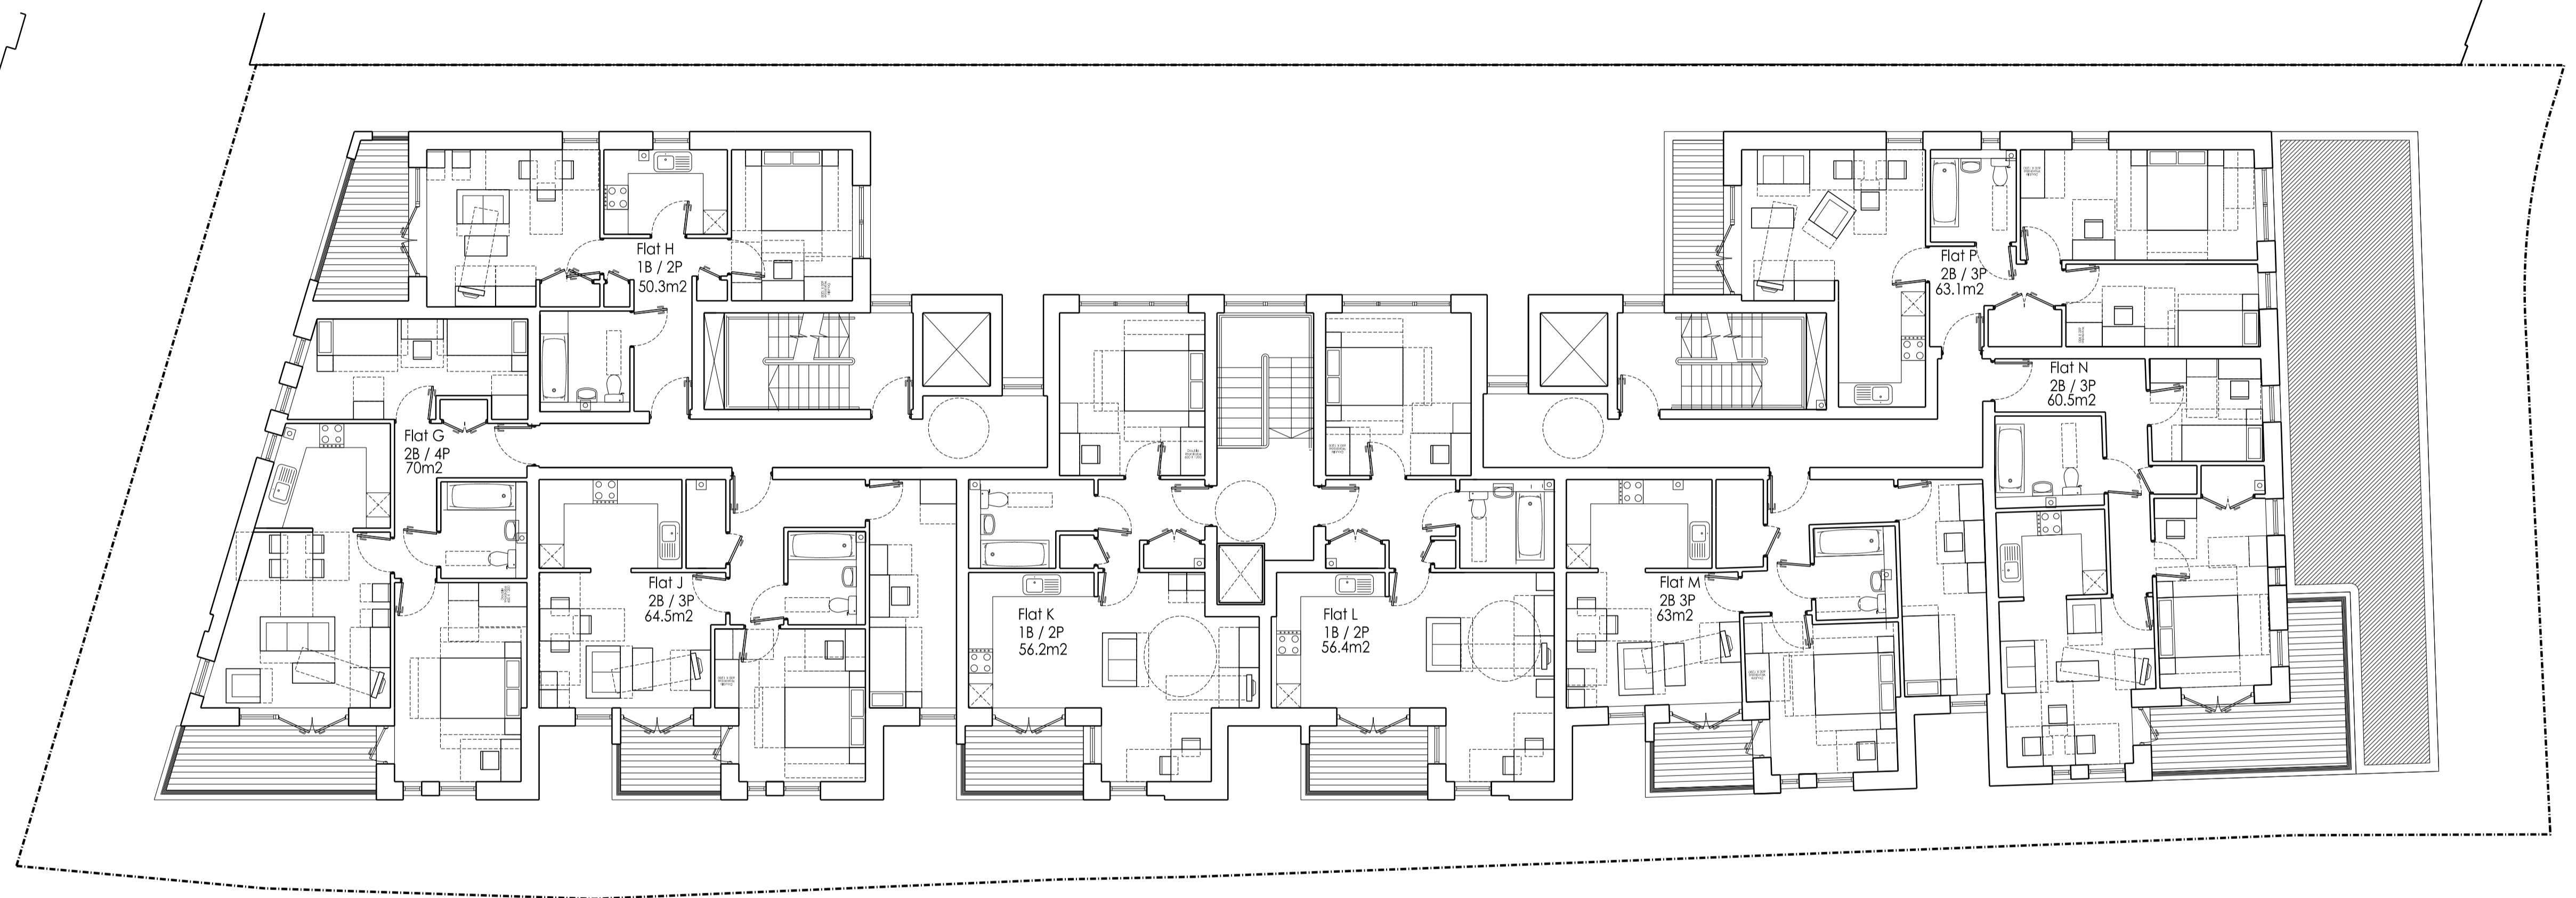 Flat H
1B / 2P
50.3m2
Flat P
2B / 3P
63.1m2
Flat G
2B / 4P
70m2
Flat N
2B / 3P
60.5m2
Flat J
2B / 3P
64.5m2
Flat K
1B / 2P
56.2m2
Flat L
1B / 2P
56.4m2
Flat M
2B 3P
63m2